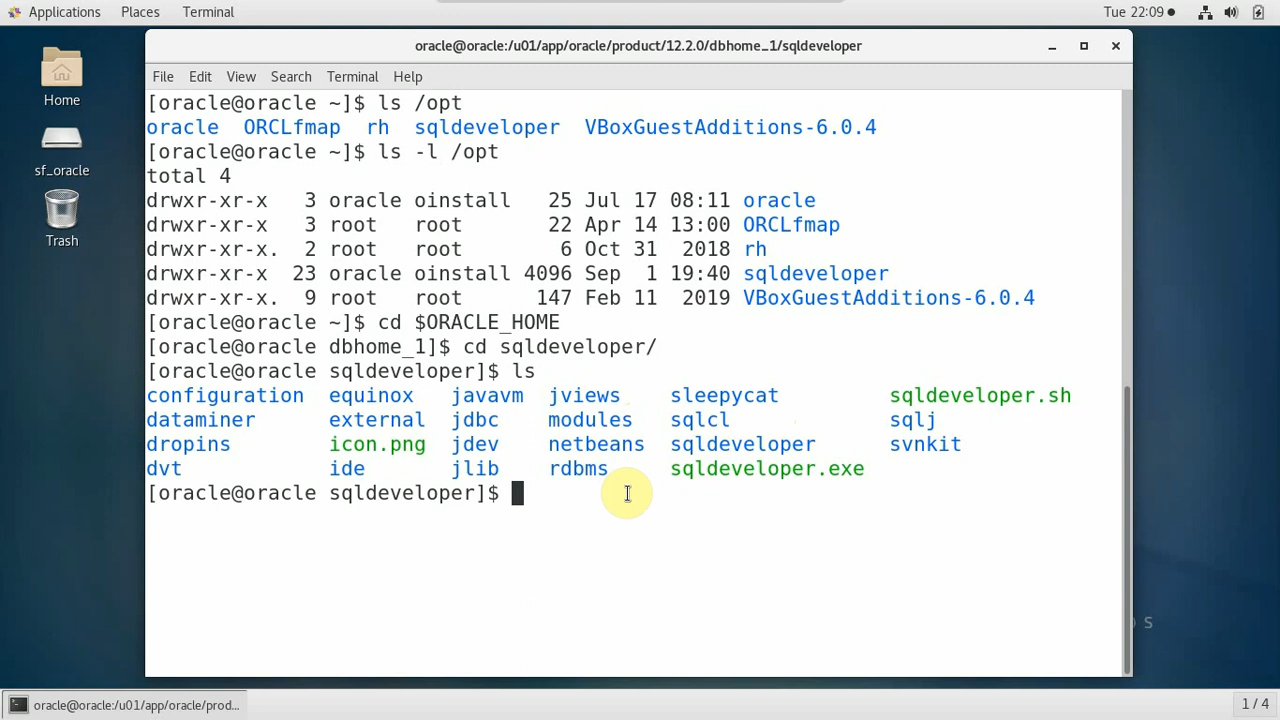 Applications Places Terminal Tue 22:09
Home
sf_oracle
Trash
oracle@oracle:/u01/app/oracle/product/12.2.0/dbhome_1/sqldeveloper
File Edit View Search Terminal Help
[oracle@oracle ~]$ ls /opt
oracle ORCLfmap rh sqldeveloper VBoxGuestAdditions-6.0.4
[oracle@oracle ~]$ ls -l /opt
total 4
drwxr-xr-x 3 oracle oinstall 25 Jul 17 08:11 oracle
drwxr-xr-x 3 root root 22 Apr 14 13:00 ORCLfmap
drwxr-xr-x. 2 root root 6 Oct 31 2018 rh
drwxr-xr-x 23 oracle oinstall 4096 Sep 1 19:40 sqldeveloper
drwxr-xr-x. 9 root root 147 Feb 11 2019 VBoxGuestAdditions-6.0.4
[oracle@oracle ~]$ cd $ORACLE_HOME
[oracle@oracle dbhome_1]$ cd sqldeveloper/
[oracle@oracle sqldeveloper]$ ls
configuration equinox javavm jviews sleepycat sqldeveloper.sh
dataminer external jdbc modules sqlcl sqlj
dropins icon.png jdev netbeans sqldeveloper svnkit
dvt ide jlib rdbms sqldeveloper.exe
[oracle@oracle sqldeveloper]$
S
oracle@oracle:/u01/app/oracle/prod...
1 / 4